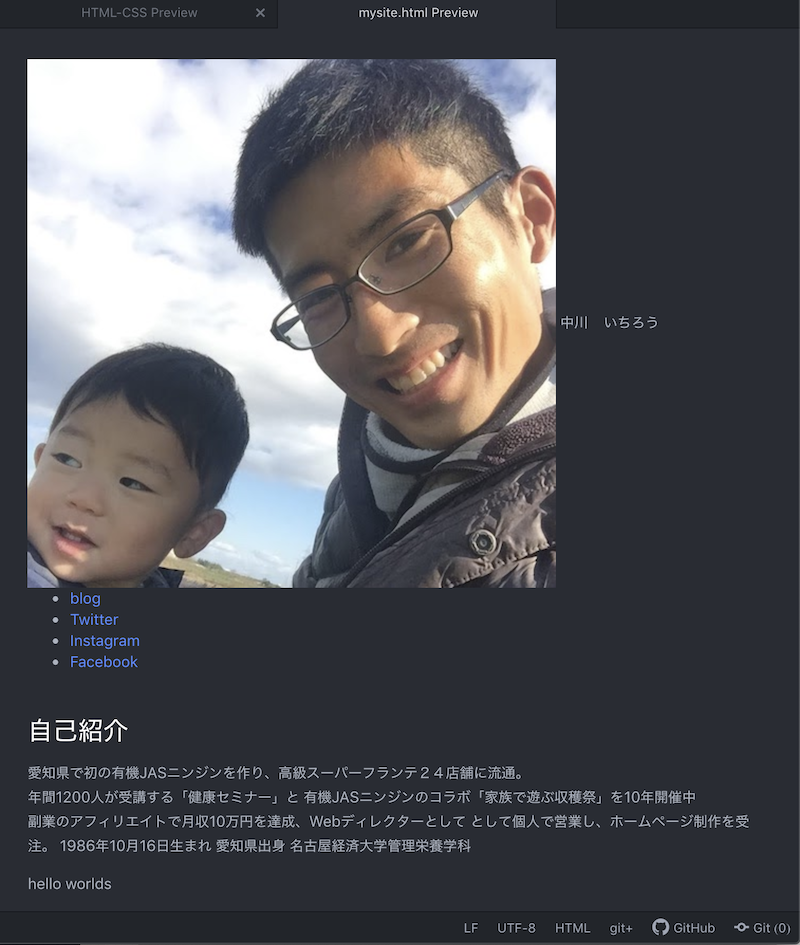 HTML-CSS Preview
mysite.html Preview
中川　いちろう
blog
Twitter
Instagram
Facebook
自己紹介
愛知県で初の有機JASニンジンを作り、高級スーパーフランテ２４店舗に流通。
年間1200人が受講する「健康セミナー」と 有機JASニンジンのコラボ「家族で遊ぶ収穫祭」を10年開催中
副業のアフィリエイトで月収10万円を達成、Webディレクターとして として個人で営業し、ホームページ制作を受
注。 1986年10月16日生まれ 愛知県出身 名古屋経済大学管理栄養学科
hello worlds
LF UTF-8 HTML git+ GitHub Git (0)